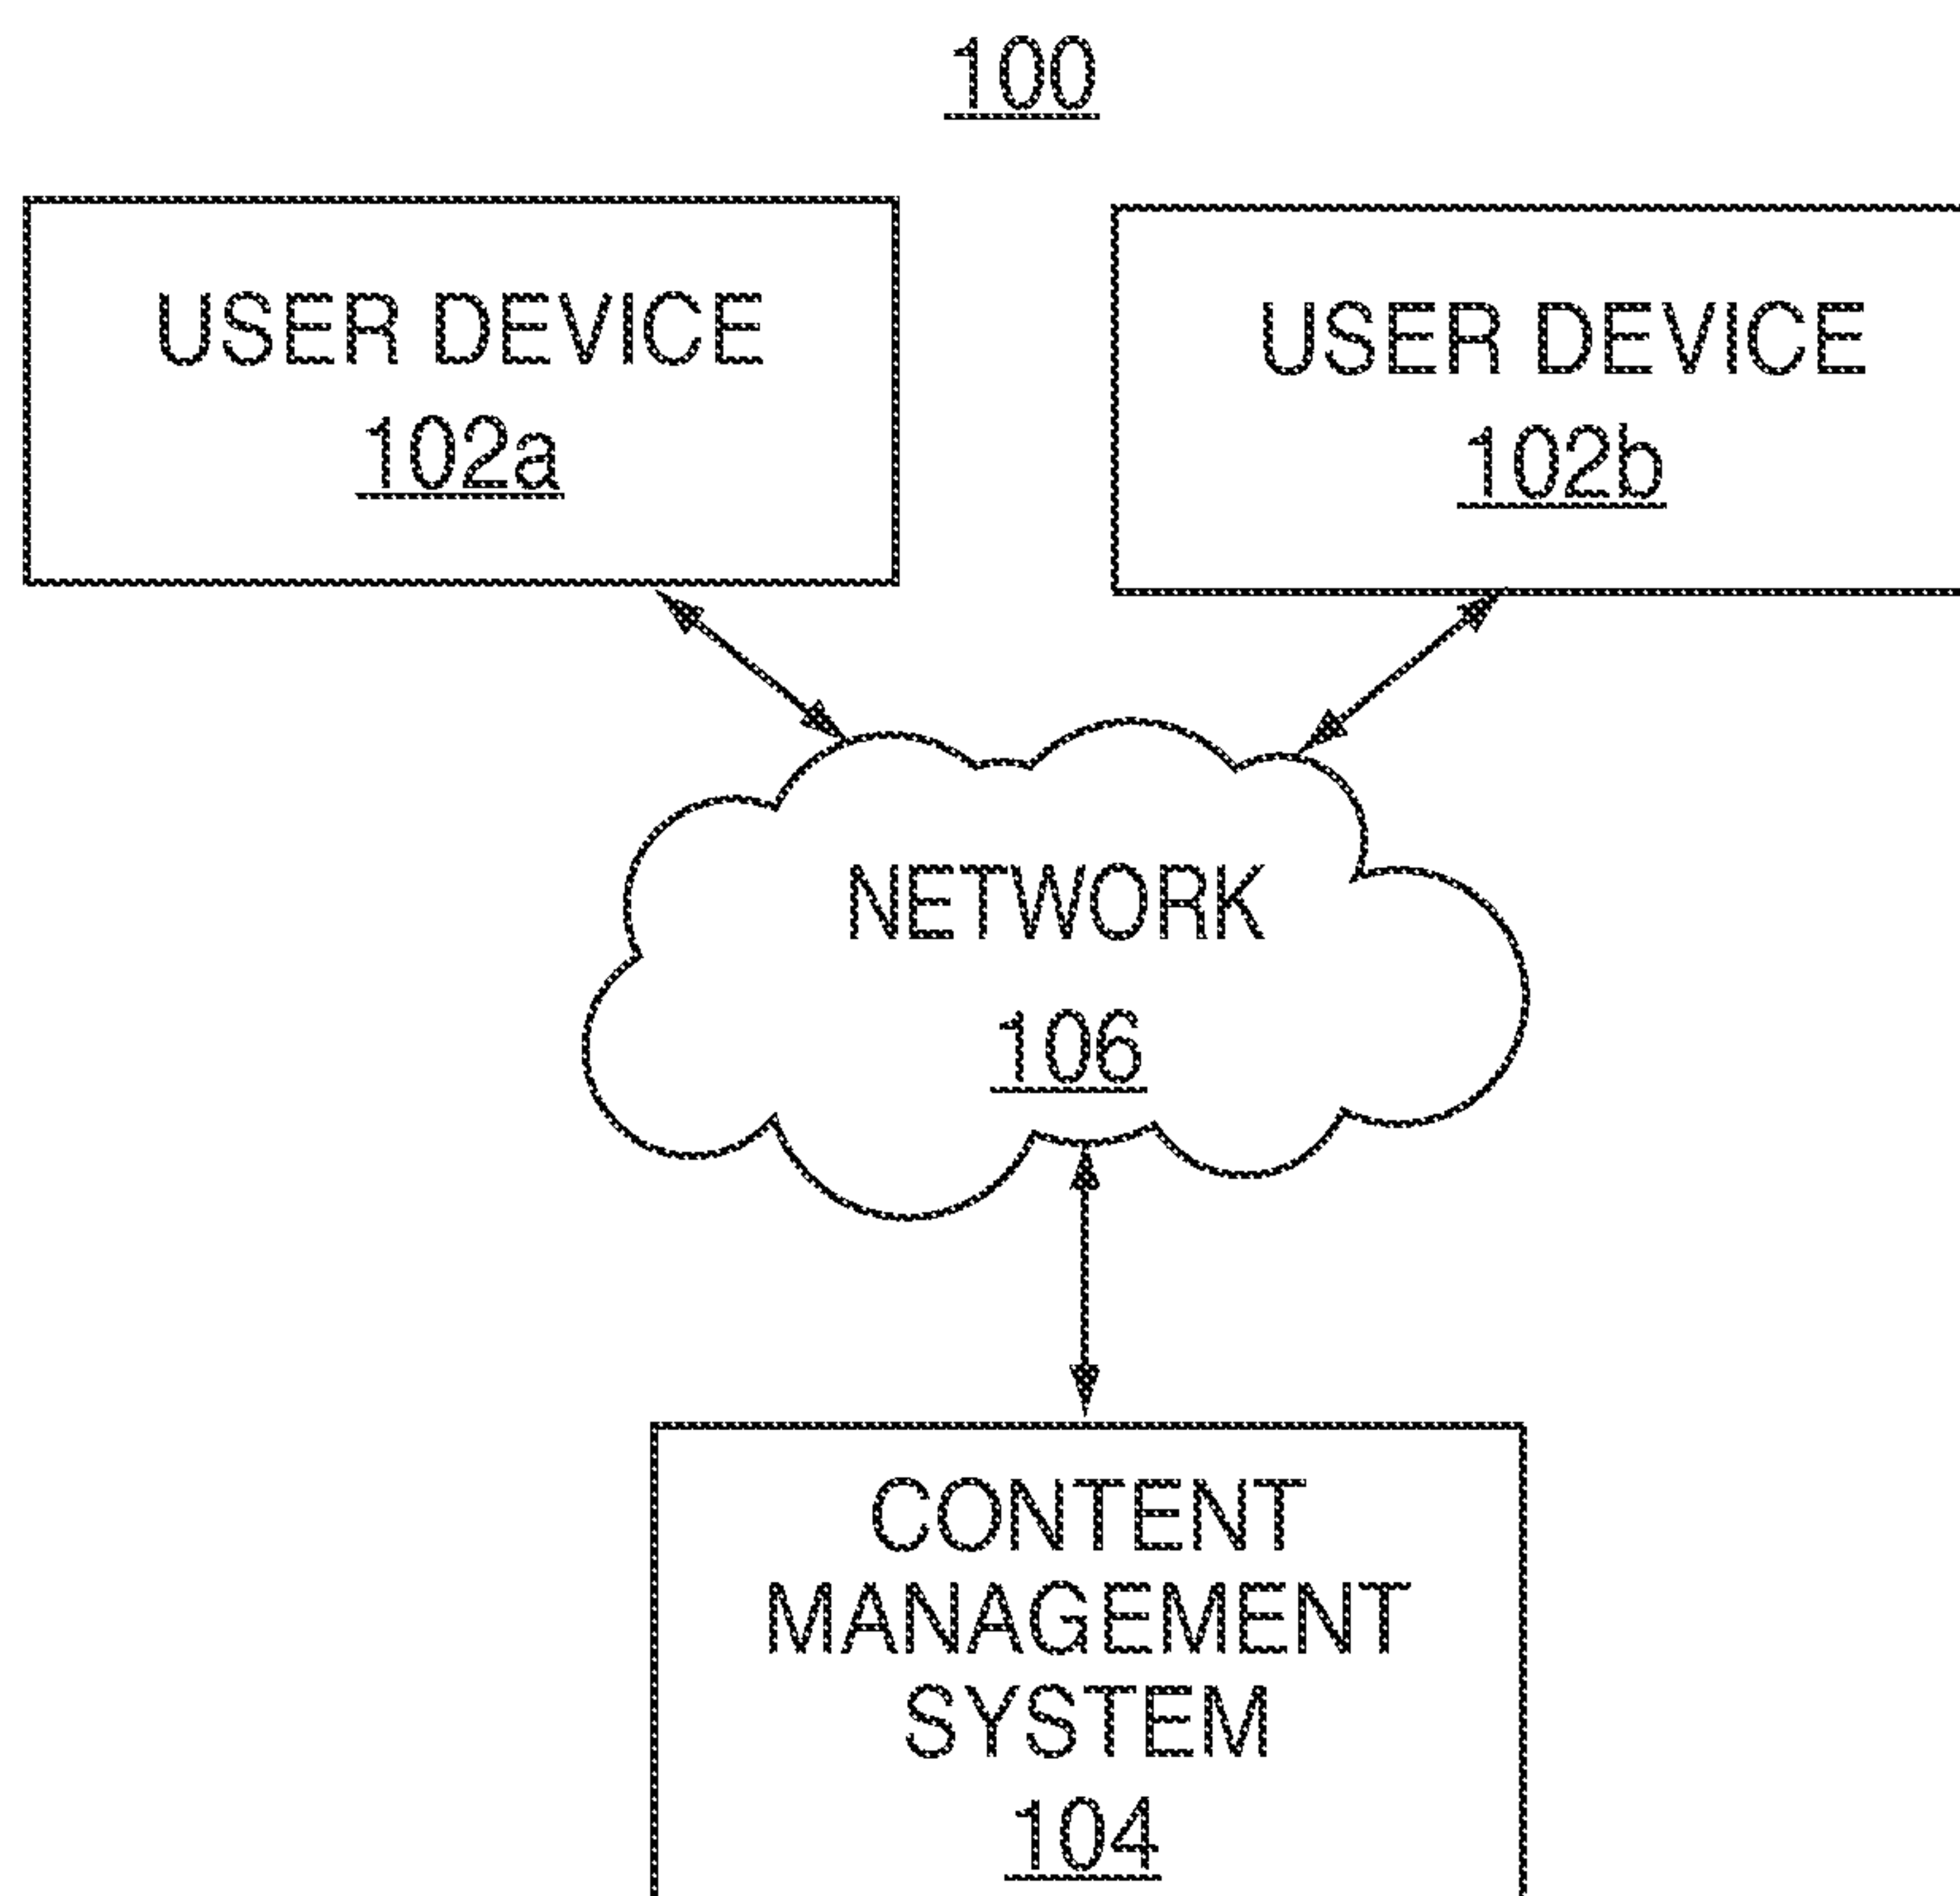 100
USER DEVICE
102a
USER DEVICE
102b
NETWORK
106
CONTENT
MANAGEMENT
SYSTEM
104